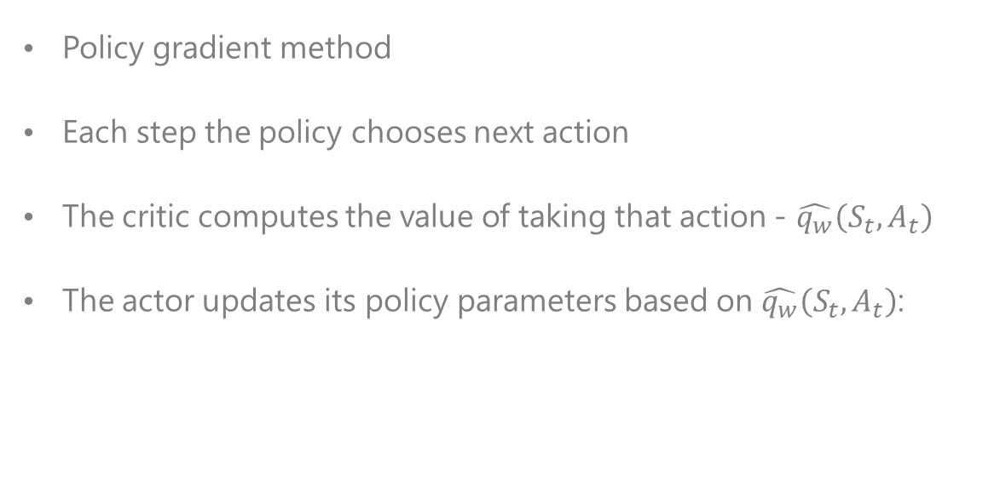 • Policy gradient method
• Each step the policy chooses next action
• The critic computes the value of taking that action - $\widehat{q_w}(S_t, A_t)$
• The actor updates its policy parameters based on $\widehat{q_w}(S_t, A_t)$: